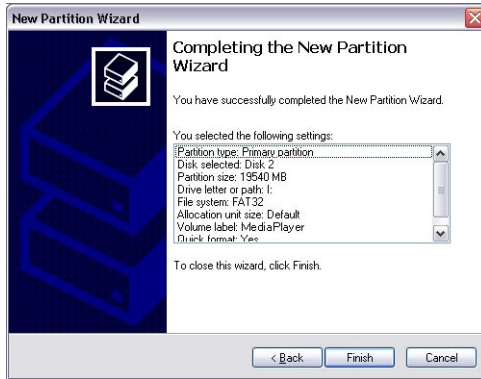 New Partition Wizard
Completing the New Partition
Wizard
You have successfully completed the New Partition Wizard.
You selected the following settings:
Partition type: Primary partition
Disk selected: Disk 2
Partition size: 19540 MB
Drive letter or path: I:
File system: FAT32
Allocation unit size: Default
Volume label: MediaPlayer
Quick format: Yes
To close this wizard, click Finish.
< Back
Finish
Cancel